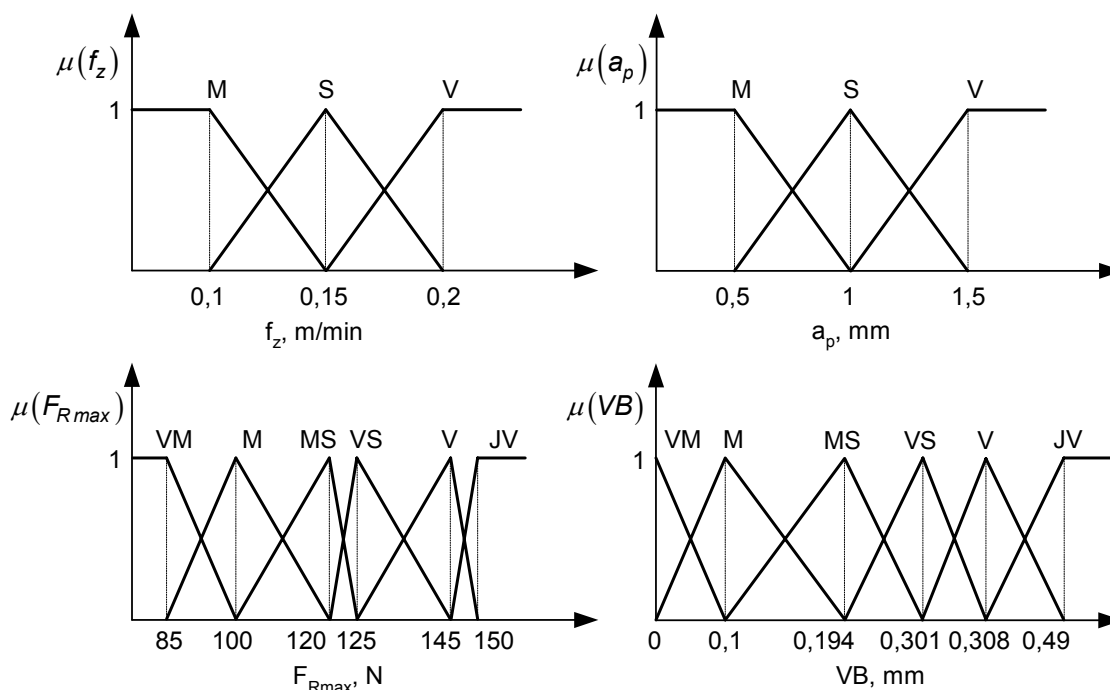 μ(f_z)
1
M S V
0,1 0,15 0,2
f_z, m/min
μ(a_p)
1
M S V
0,5 1 1,5
a_p, mm
μ(F_Rmax)
1
VM M MS VS V JV
85 100 120 125 145 150
F_Rmax, N
μ(VB)
1
VM M MS VS V JV
0 0,1 0,194 0,301 0,308 0,49
VB, mm